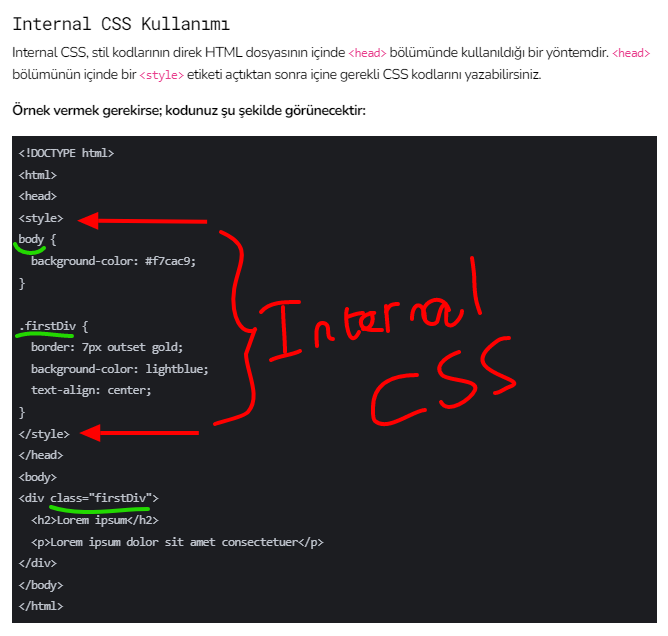 Internal CSS Kullanımı
Internal CSS, stil kodlarının direk HTML dosyasının içinde <head> bölümünde kullanıldığı bir yöntemdir. <head>
bölümünün içinde bir <style> etiketi açtıktan sonra içine gerekli CSS kodlarını yazabilirsiniz.
Örnek vermek gerekirse; kodunuz şu şekilde görünecektir:
<!DOCTYPE html>
<html>
<head>
<style>
body {
  background-color: #f7cac9;
}
.firstDiv {
  border: 7px outset gold;
  background-color: lightblue;
  text-align: center;
}
</style>
</head>
<body>
<div class="firstDiv">
  <h2>Lorem ipsum</h2>
  <p>Lorem ipsum dolor sit amet consectetuer</p>
</div>
</body>
</html>
Internal
CSS